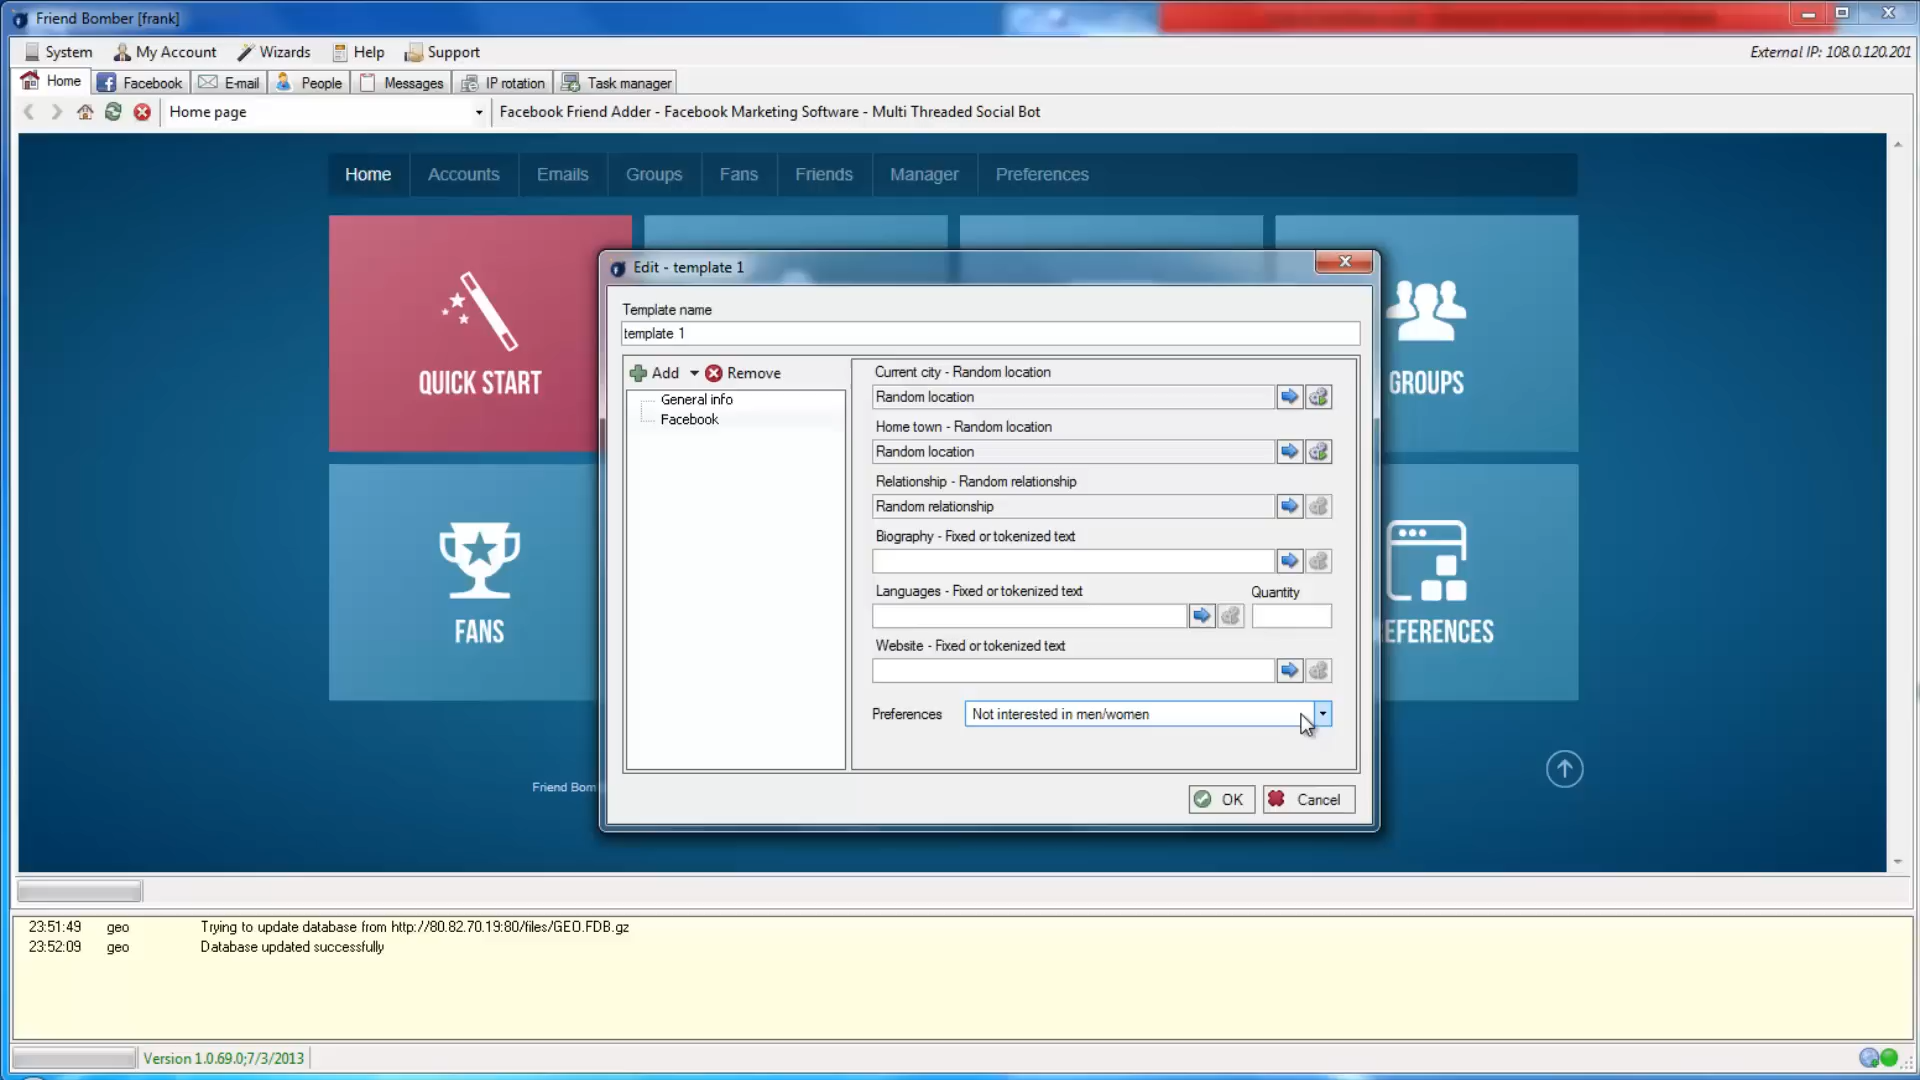 Friend Bomber [frank]
System My Account Wizards Help Support
External IP: 108.0.120.201
Home Facebook E-mail People Messages IP rotation Task manager
Home page
Facebook Friend Adder - Facebook Marketing Software - Multi Threaded Social Bot
Home Accounts Emails Groups Fans Friends Manager Preferences
QUICK START
GROUPS
FANS
EFERENCES
Friend Bom
Edit - template 1
Template name
template 1
Add Remove
General info
Facebook
Current city - Random location
Random location
Home town - Random location
Random location
Relationship - Random relationship
Random relationship
Biography - Fixed or tokenized text
Languages - Fixed or tokenized text Quantity
Website - Fixed or tokenized text
Preferences Not interested in men/women
OK Cancel
23:51:49 geo Trying to update database from http://80.82.70.19:80/files/GEO.FDB.gz
23:52:09 geo Database updated successfully
Version 1.0.69.0;7/3/2013